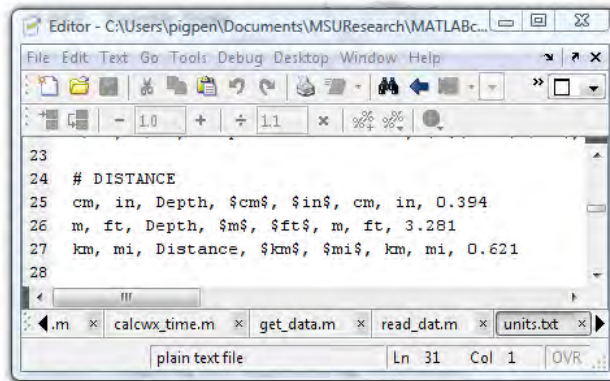 Editor - C:\Users\pigpen\Documents\MSUResearch\MATLABc...
File Edit Text Go Tools Debug Desktop Window Help
- 1.0 + ÷ 1.1 ×
23
24 # DISTANCE
25 cm, in, Depth, $cm$, $in$, cm, in, 0.394
26 m, ft, Depth, $m$, $ft$, m, ft, 3.281
27 km, mi, Distance, $km$, $mi$, km, mi, 0.621
28
.m × calcwx_time.m × get_data.m × read_dat.m × units.txt ×
plain text file Ln 31 Col 1 OVR